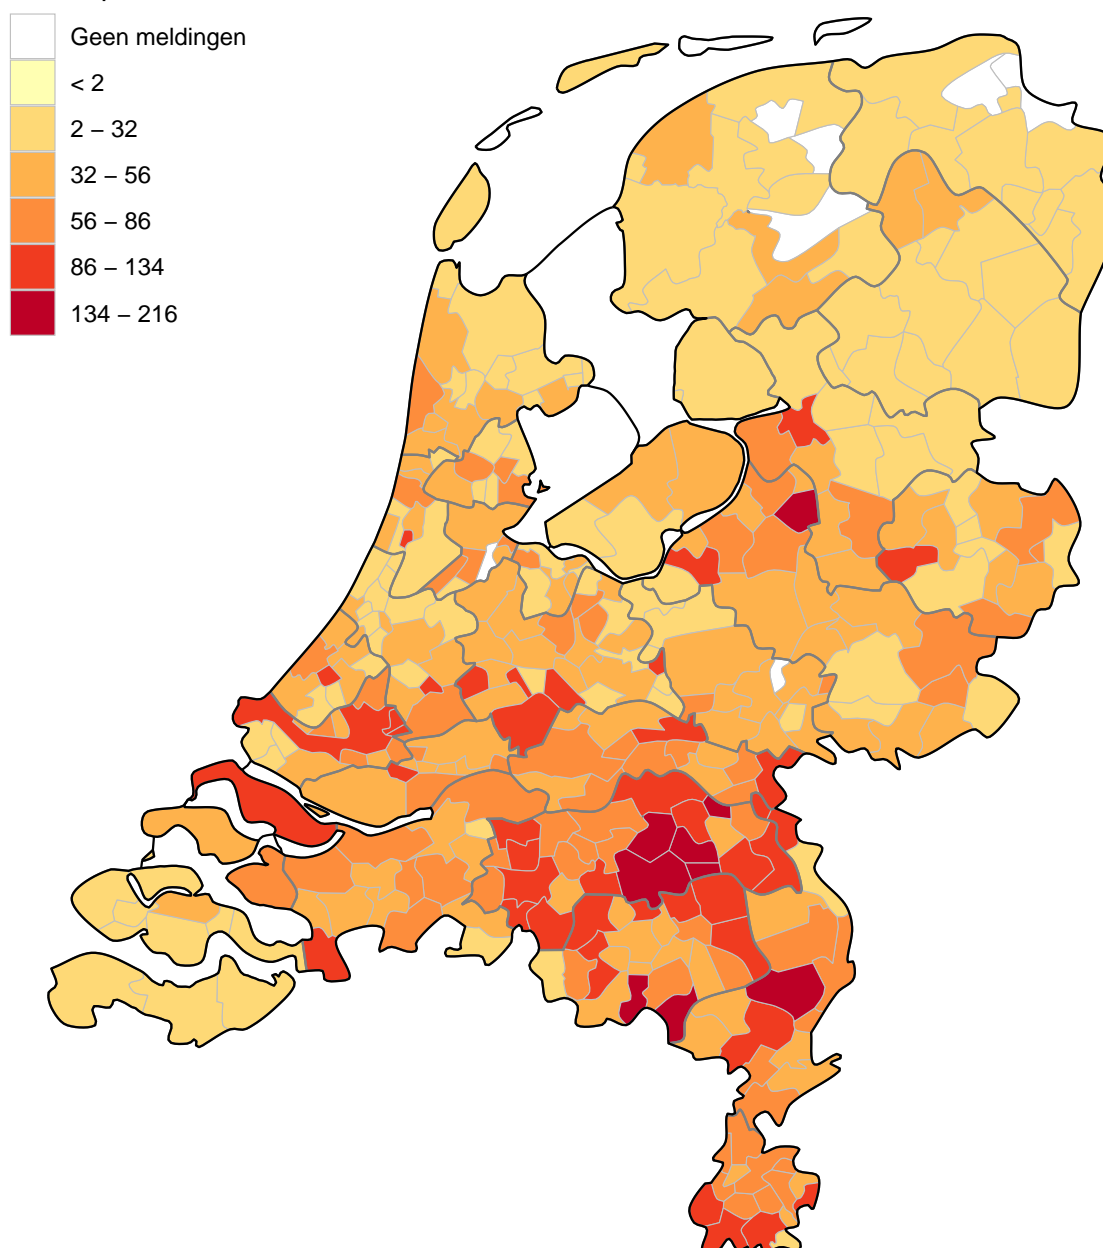 Geen meldingen
< 2
2 – 32
32 – 56
56 – 86
86 – 134
134 – 216